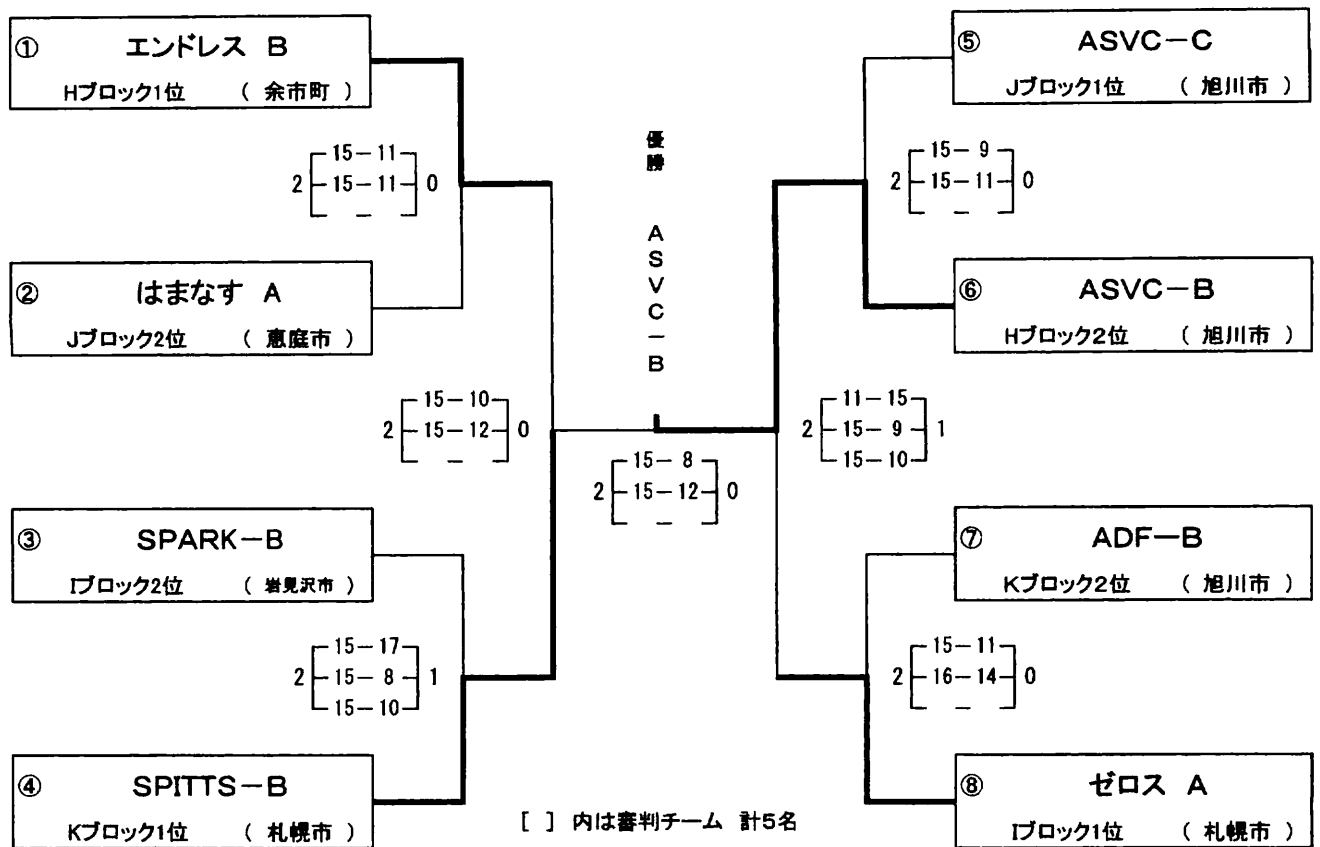 ① エンドレス B
Hブロック1位 ( 余市町 )
15-11
2 15-11 0
-
② はまなす A
Jブロック2位 ( 恵庭市 )
15-10
2 15-12 0
-
③ SPARK-B
Iブロック2位 ( 岩見沢市 )
15-17
2 15-8 1
15-10
④ SPITTS-B
Kブロック1位 ( 札幌市 )
優勝 ASVC-B
15-8
2 15-12 0
-
[ ] 内は審判チーム 計5名
⑤ ASVC-C
Jブロック1位 ( 旭川市 )
15-9
2 15-11 0
-
⑥ ASVC-B
Hブロック2位 ( 旭川市 )
11-15
2 15-9 1
15-10
⑦ ADF-B
Kブロック2位 ( 旭川市 )
15-11
2 16-14 0
-
⑧ ゼロス A
Iブロック1位 ( 札幌市 )